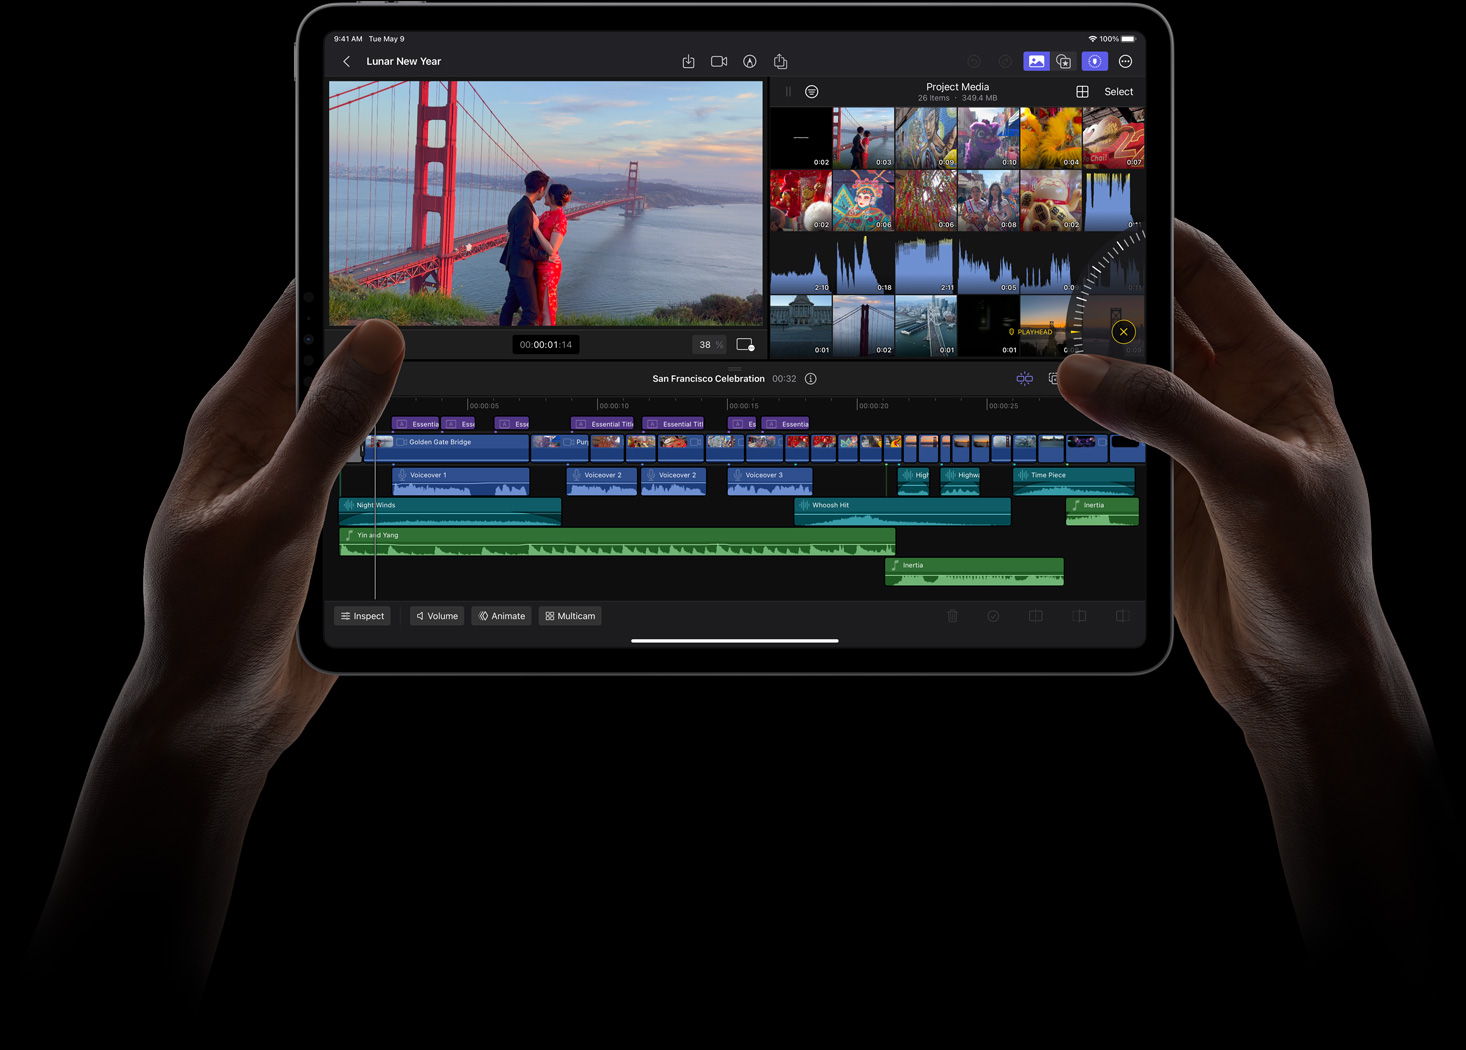 9:41 AM Tue May 9
100%
Lunar New Year
Project Media
26 Items · 349.4 MB
Select
0:02
0:03
0:09
0:10
0:04
0:07
0:02
0:06
0:06
0:08
0:02
2:10
0:18
2:11
0:05
0:01
0:02
0:01
0:01
0 PLAYHEAD
00:00:01:14
38 %
San Francisco Celebration 00:32
00:00:05
00:00:10
00:00:15
00:00:20
00:00:25
Essentia
Esse
Esse
Essential Title
Essential Titl
Es
Essentia
Golden Gate Bridge
Pur
Voiceover 1
Voiceover 2
Voiceover 2
Voiceover 3
High
Highwa
Time Piece
Night Winds
Whoosh Hit
Inertia
Yin and Yang
Inertia
Inspect
Volume
Animate
Multicam